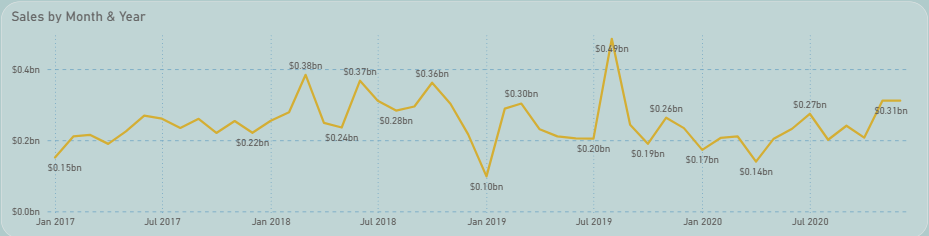 Sales by Month & Year
$0.49bn
$0.38bn
$0.4bn
$0.37bn
$0.36bn
$0.30bn
$0.26bn
$0.27bn
$0.31bn
$0.28bn
$0.24bn
$0.2bn
$0.22bn
$0.20bn
$0.19bn
$0.17bn
$0.15bn
$0.14bn
$0.10bn
$0.0bn
Jan 2017 Jul 2017 Jan 2018 Jul 2018 Jan 2019 Jul 2019 Jan 2020 Jul 2020